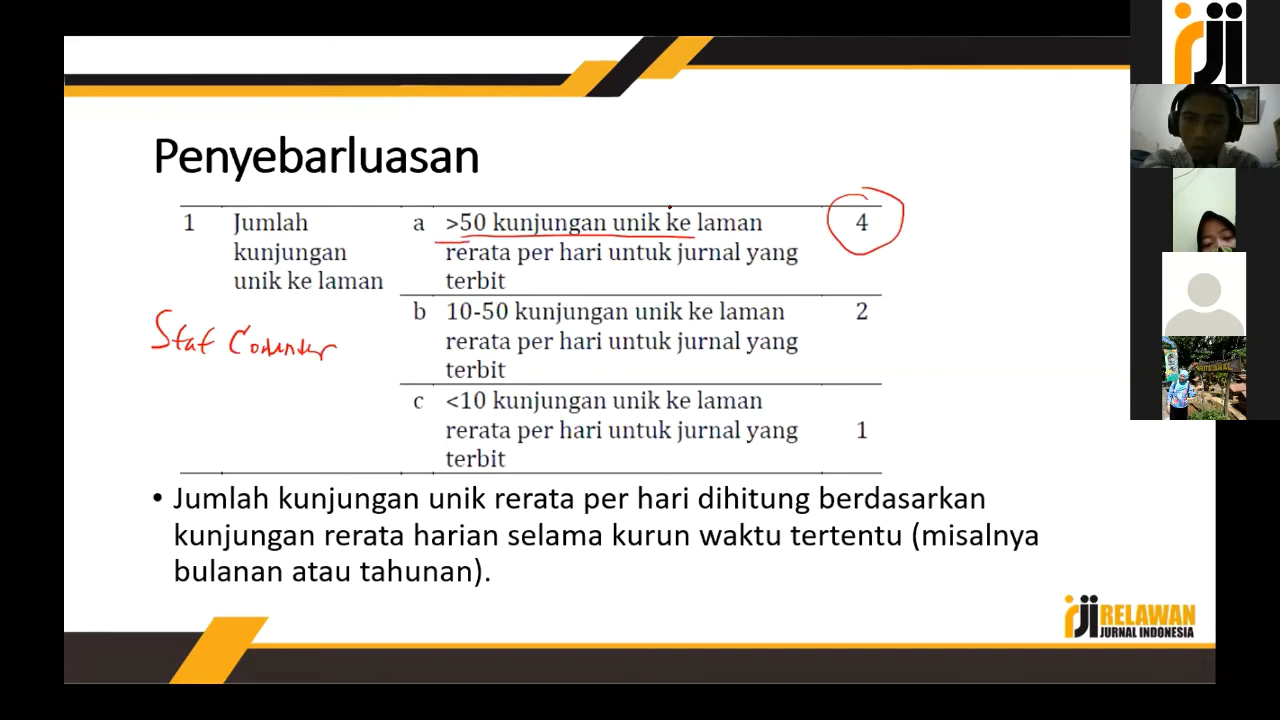 Penyebarluasan
1 Jumlah a >50 kunjungan unik ke laman 4
kunjungan rerata per hari untuk jurnal yang
unik ke laman terbit
b 10-50 kunjungan unik ke laman 2
Stat Counter rerata per hari untuk jurnal yang
terbit
c <10 kunjungan unik ke laman
rerata per hari untuk jurnal yang 1
terbit
• Jumlah kunjungan unik rerata per hari dihitung berdasarkan
kunjungan rerata harian selama kurun waktu tertentu (misalnya
bulanan atau tahunan).
rji RELAWAN
JURNAL INDONESIA
rji